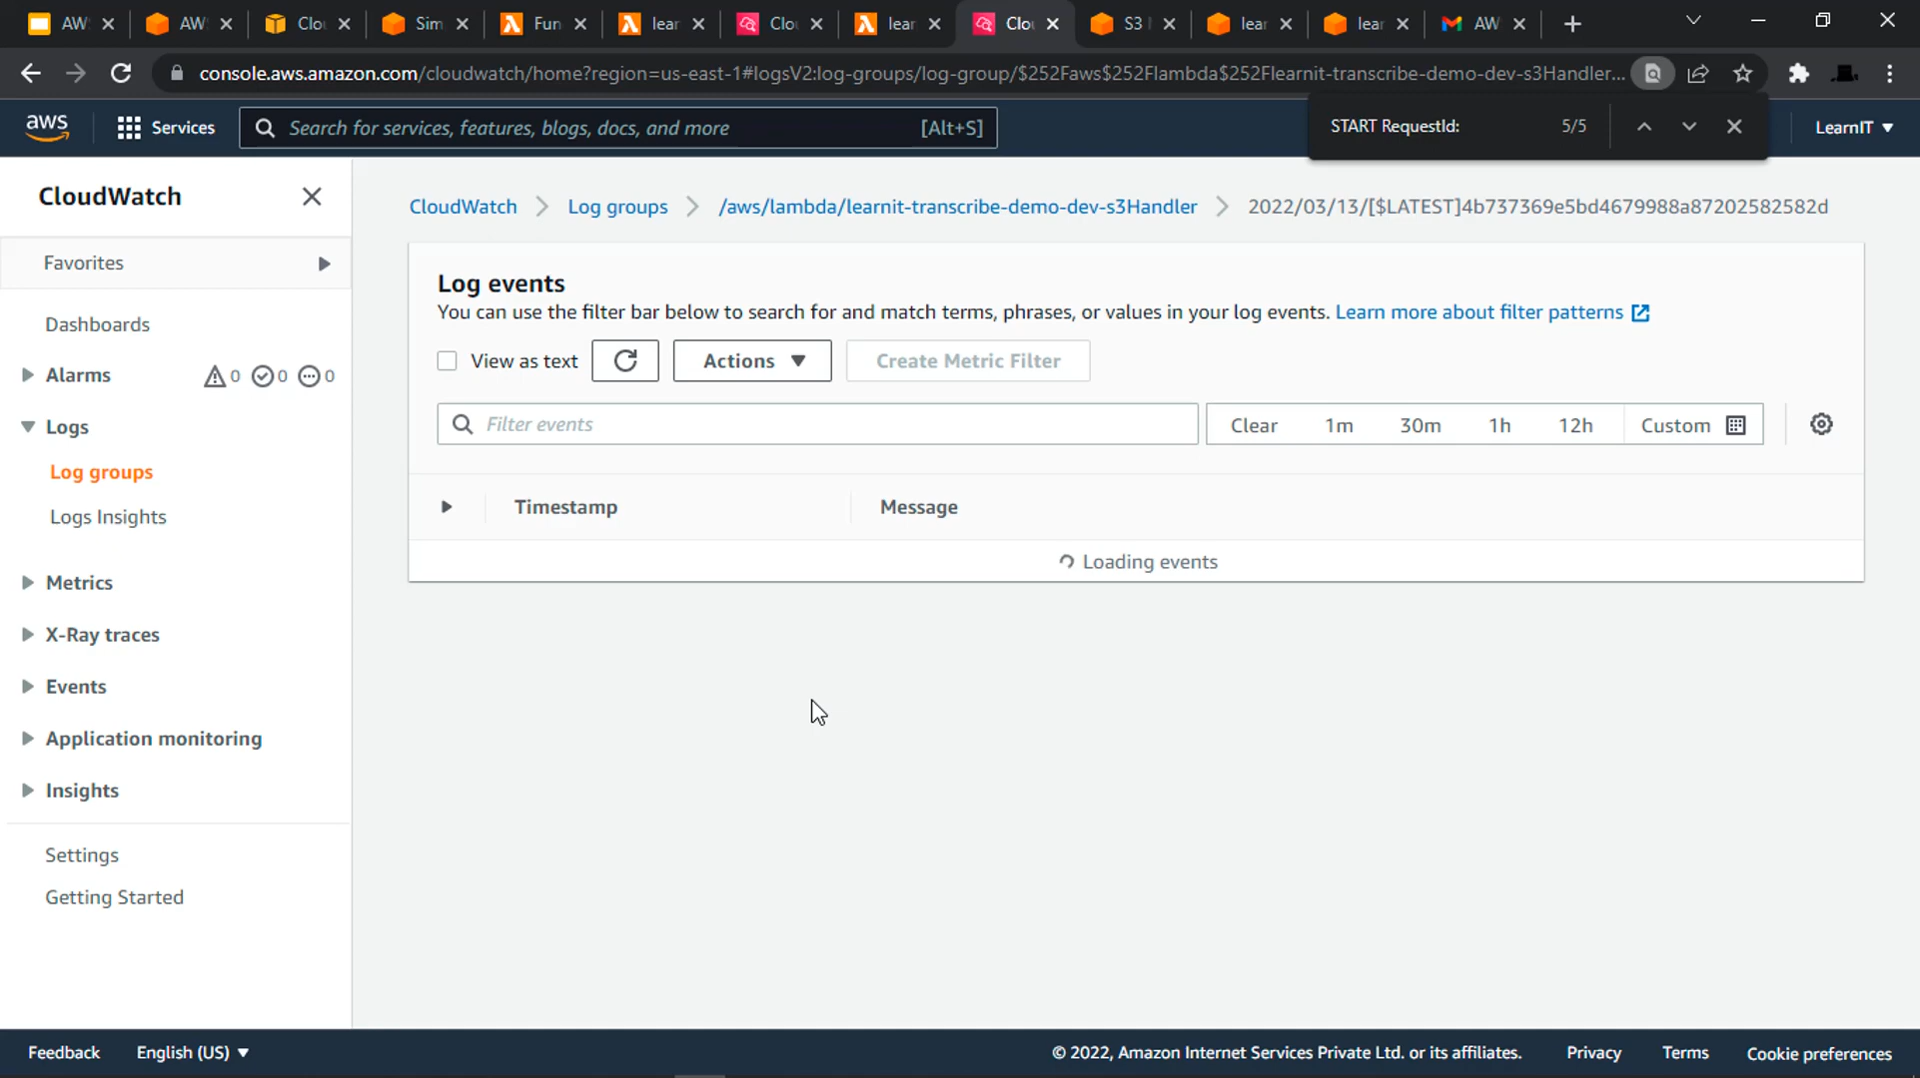 AW
AW
Clo
Sim
Fun
lear
Clo
lear
Clo
S3
lear
lear
AW
console.aws.amazon.com/cloudwatch/home?region=us-east-1#logsV2:log-groups/log-group/$252Faws$252Flambda$252Flearnit-transcribe-demo-dev-s3Handler...
aws
Services
Search for services, features, blogs, docs, and more [Alt+S]
START RequestId: 5/5
LearnIT
CloudWatch
Favorites
Dashboards
Alarms 0 0 0
Logs
Log groups
Logs Insights
Metrics
X-Ray traces
Events
Application monitoring
Insights
Settings
Getting Started
CloudWatch Log groups /aws/lambda/learnit-transcribe-demo-dev-s3Handler 2022/03/13/[$LATEST]4b737369e5bd4679988a872025825​82d
Log events
You can use the filter bar below to search for and match terms, phrases, or values in your log events. Learn more about filter patterns
View as text Actions Create Metric Filter
Filter events Clear 1m 30m 1h 12h Custom
Timestamp Message
Loading events
Feedback English (US) © 2022, Amazon Internet Services Private Ltd. or its affiliates. Privacy Terms Cookie preferences